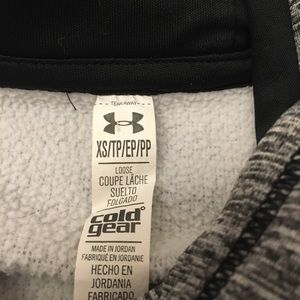 TEAR AWAY
XS/TP/EP/PP
LOOSE
COUPE LÂCHE
SUELTO
FOLGADO
cold
gear
MADE IN JORDAN
FABRIQUÉ EN JORDANIE
HECHO EN
JORDANIA
FABRICADO